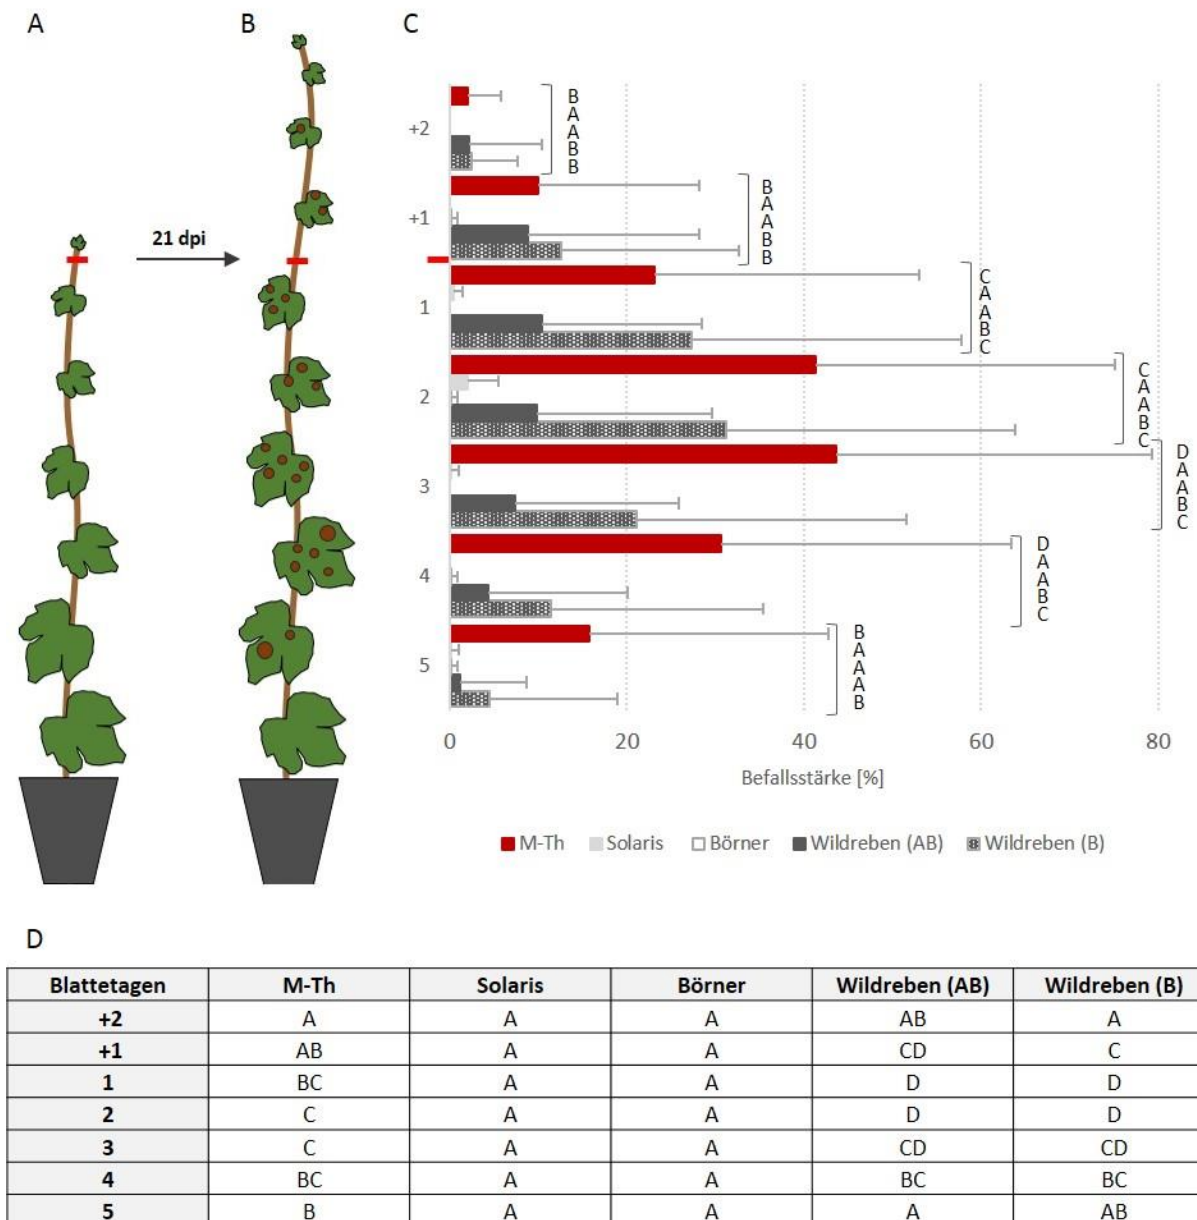 A
B
C
21 dpi
+2
B
A
A
B
B
+1
B
A
A
B
B
1
C
A
A
B
C
2
C
A
A
B
C
3
D
A
A
B
C
4
D
A
A
B
C
5
B
A
A
A
B
0 20 40 60 80
Befallsstärke [%]
M-Th Solaris Börner Wildreben (AB) Wildreben (B)
D
Blattetagen M-Th Solaris Börner Wildreben (AB) Wildreben (B)
+2 A A A AB A
+1 AB A A CD C
1 BC A A D D
2 C A A D D
3 C A A CD CD
4 BC A A BC BC
5 B A A A AB